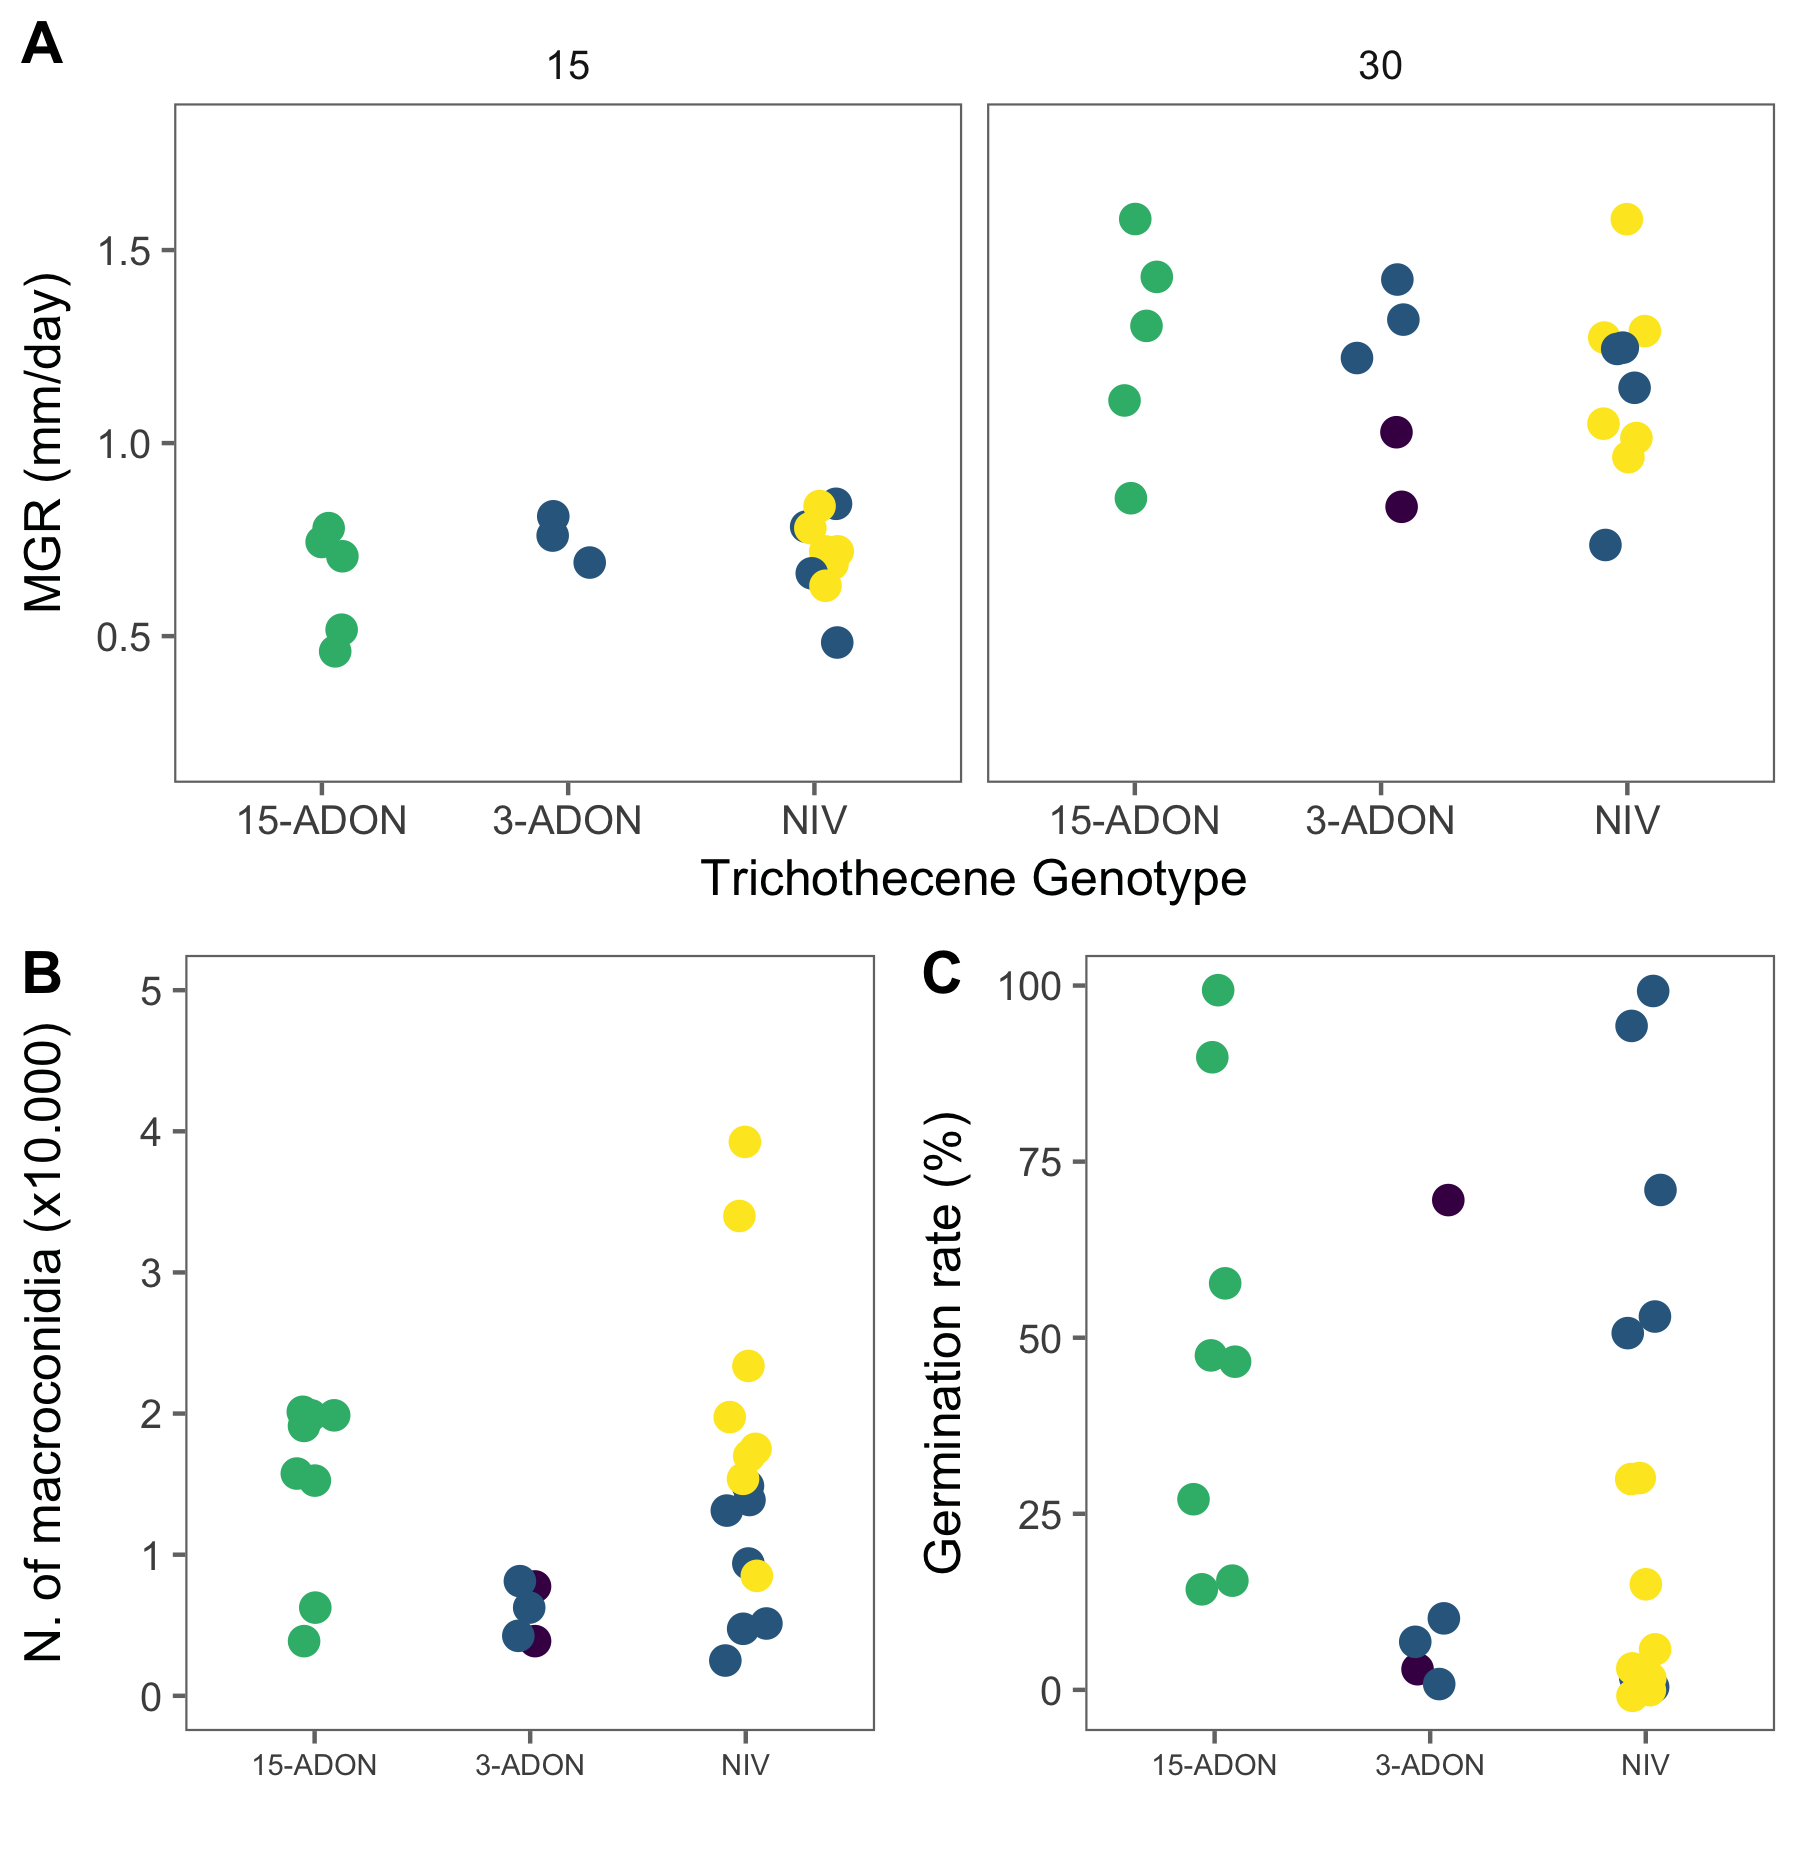 A
15
30
MGR (mm/day)
1.5
1.0
0.5
15-ADON 3-ADON NIV
15-ADON 3-ADON NIV
Trichothecene Genotype
B
N. of macroconidia (x10.000)
5
4
3
2
1
0
15-ADON 3-ADON NIV
C
Germination rate (%)
100
75
50
25
0
15-ADON 3-ADON NIV